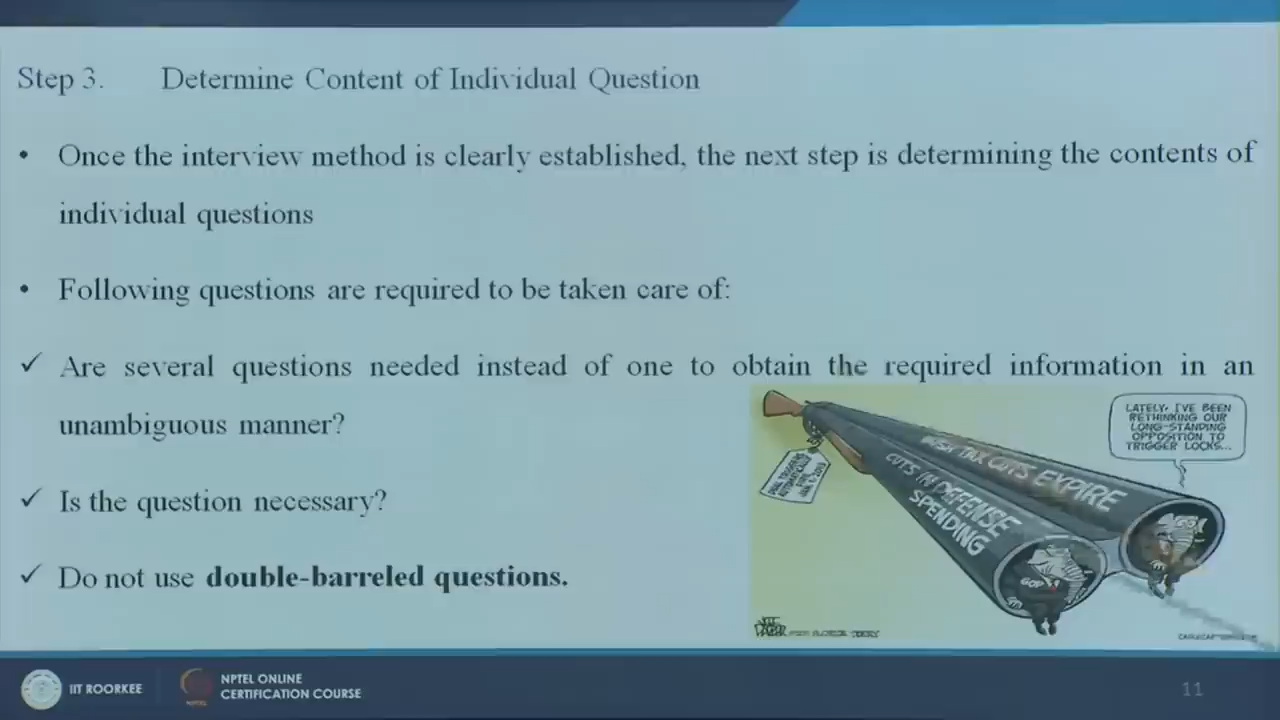 Step 3. Determine Content of Individual Question
• Once the interview method is clearly established, the next step is determining the contents of
individual questions
• Following questions are required to be taken care of:
✓ Are several questions needed instead of one to obtain the required information in an
unambiguous manner?
✓ Is the question necessary?
✓ Do not use double-barreled questions.
LATELY, I'VE BEEN
RETHINKING OUR
LONG-STANDING
OPPOSITION TO
TRIGGER LOCKS...
TAX CUTS EXPIRE
CUTS IN DEFENSE
SPENDING
GOP
IIT ROORKEE
NPTEL ONLINE
CERTIFICATION COURSE
11